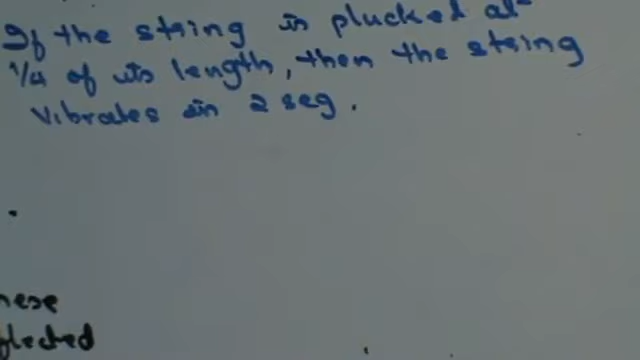 If the string is plucked at
1/4 of its length, then the string
vibrates in 2 seg.
hese
flected